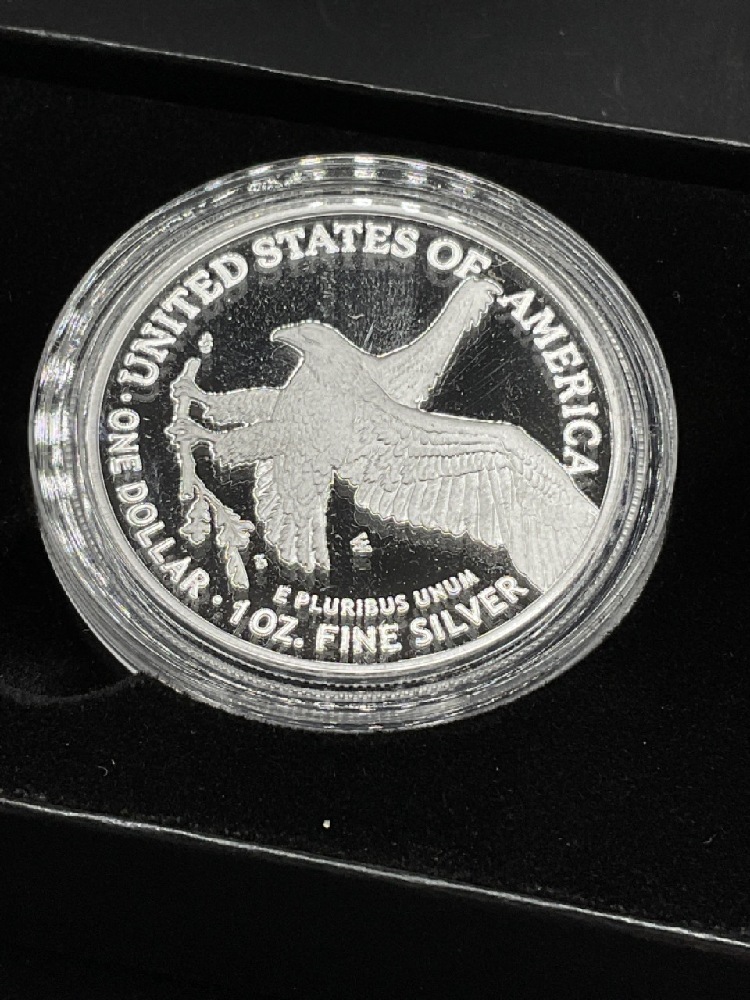 UNITED STATES OF AMERICA
ONE DOLLAR · 1 OZ. FINE SILVER
E PLURIBUS UNUM
W